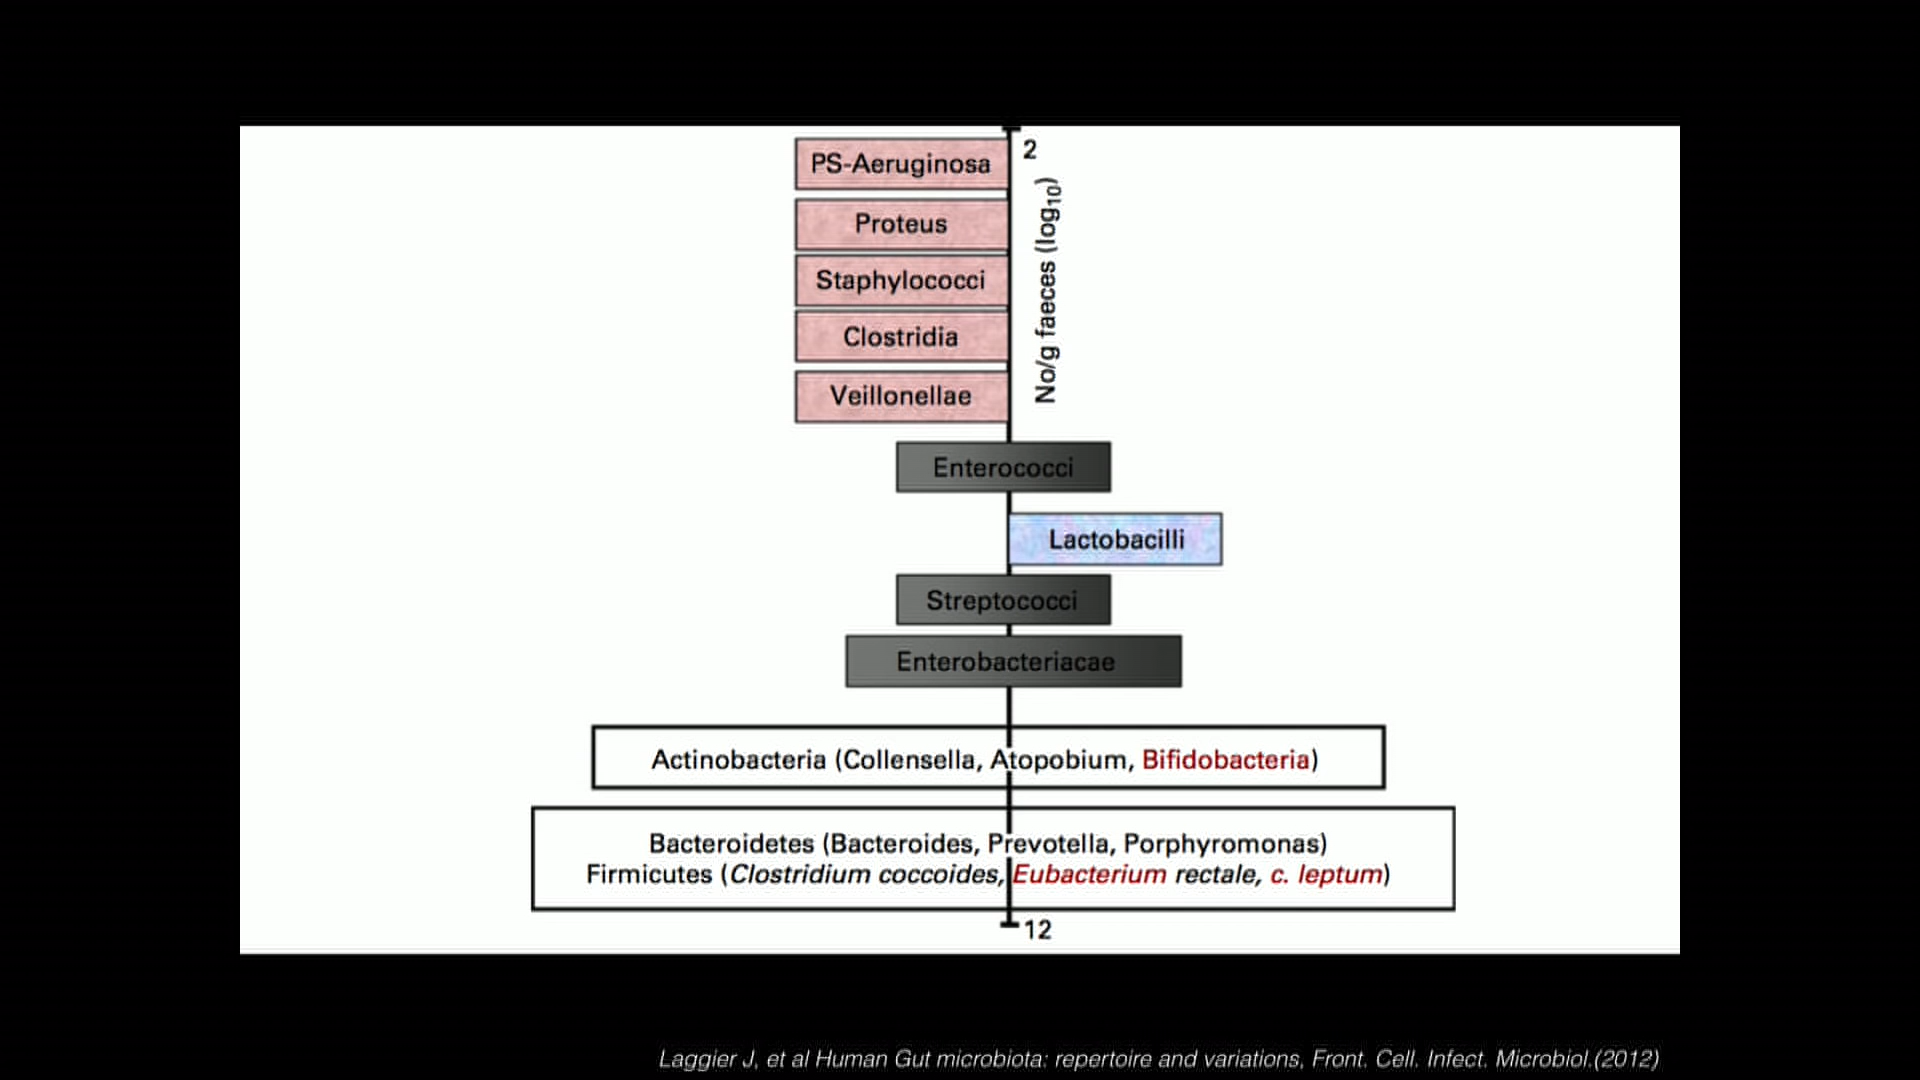 PS-Aeruginosa
2
Proteus
Staphylococci
No/g faeces (log10)
Clostridia
Veillonellae
Enterococci
Lactobacilli
Streptococci
Enterobacteriacae
Actinobacteria (Collensella, Atopobium, Bifidobacteria)
Bacteroidetes (Bacteroides, Prevotella, Porphyromonas)
Firmicutes (Clostridium coccoides, Eubacterium rectale, c. leptum)
12
Laggier J, et al Human Gut microbiota: repertoire and variations, Front. Cell. Infect. Microbiol.(2012)